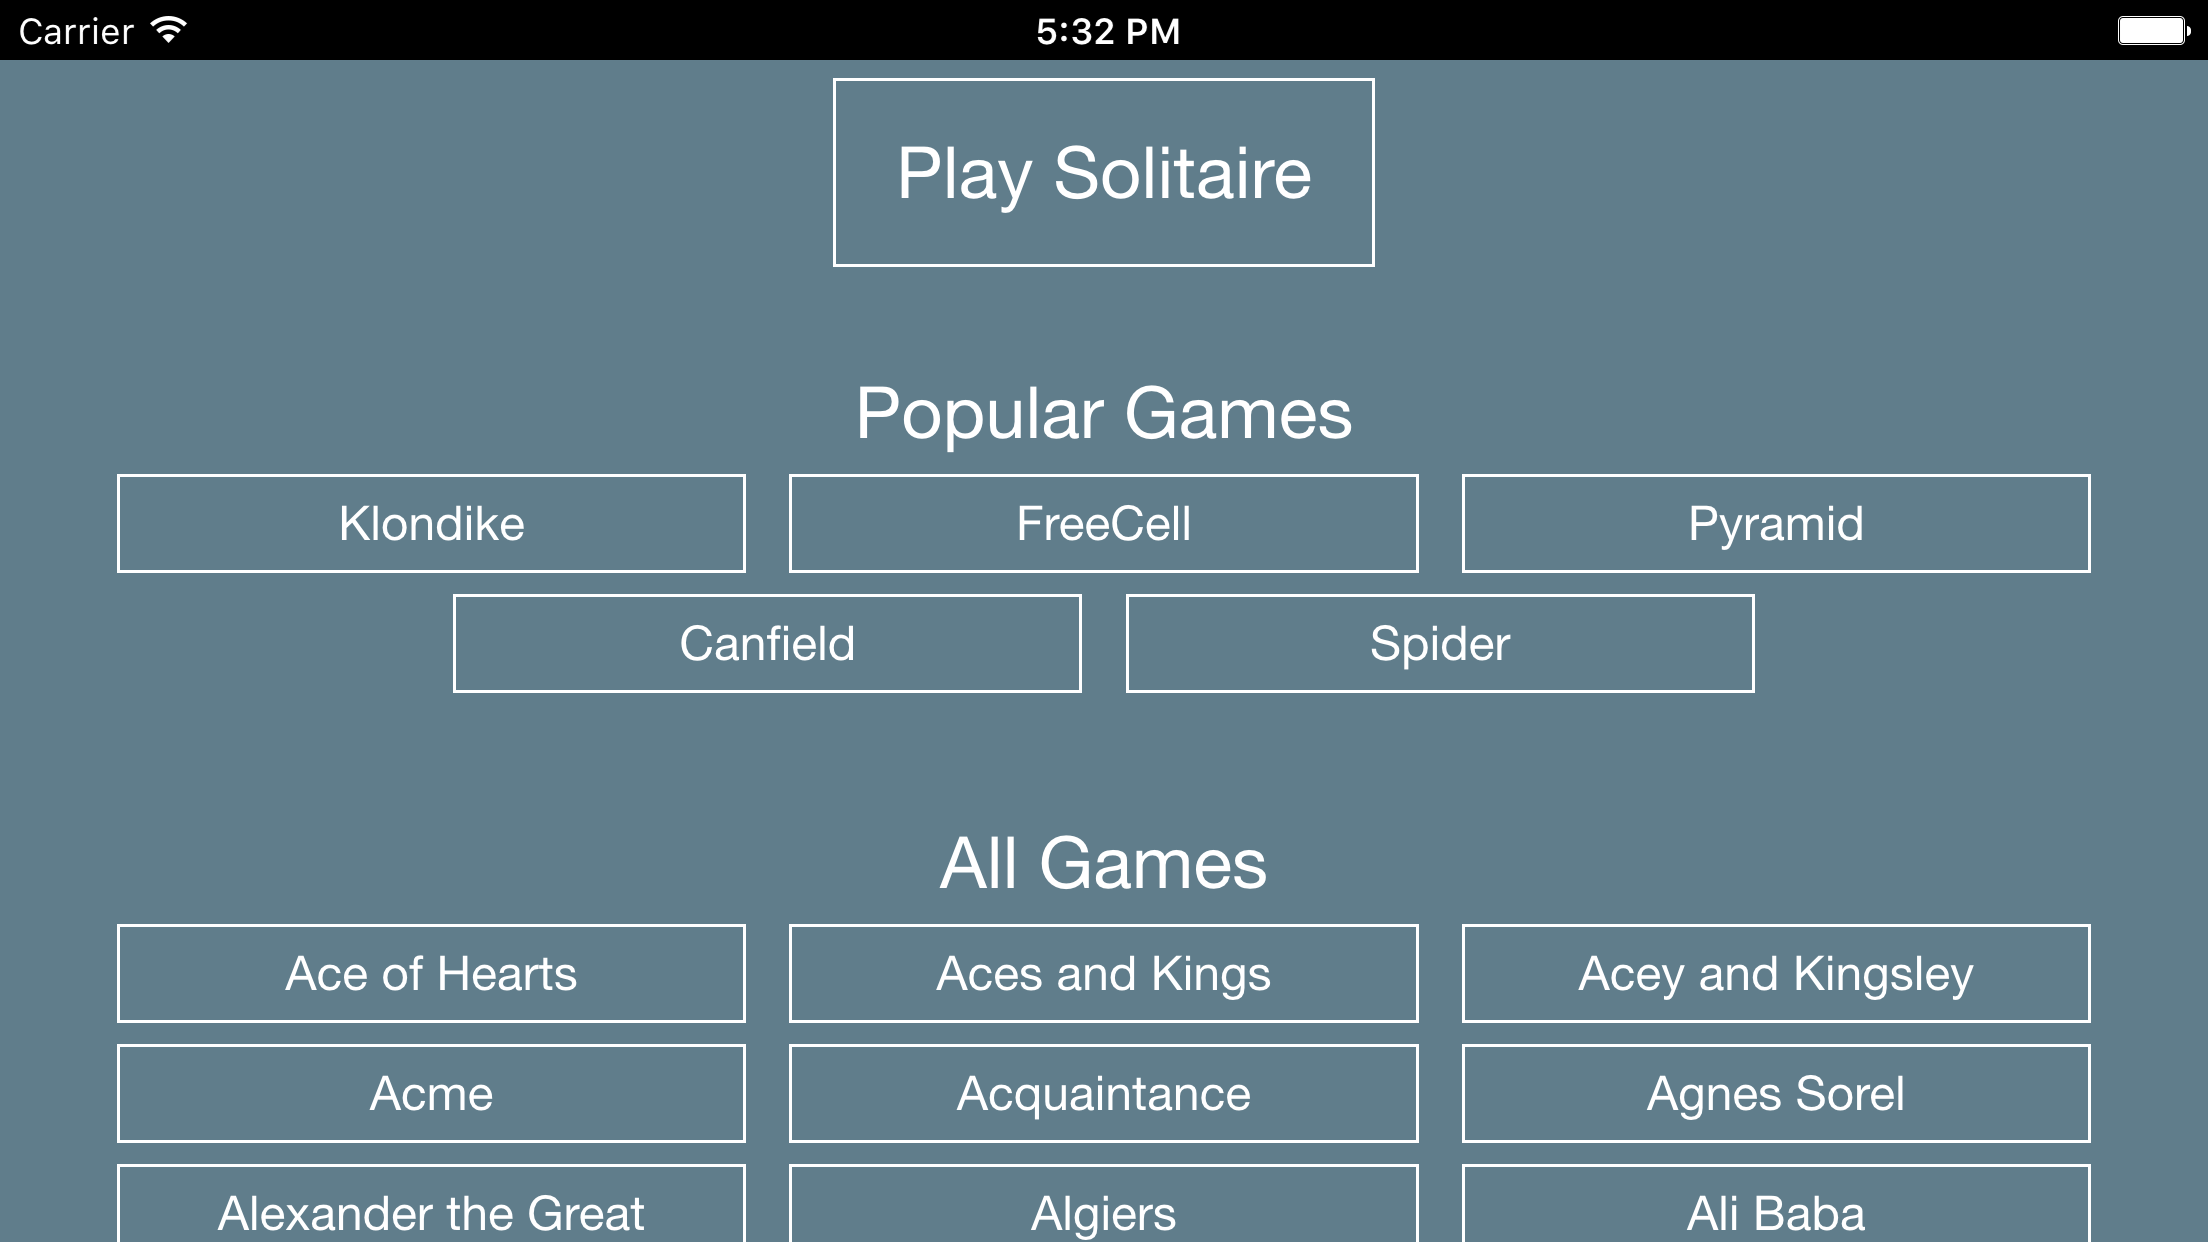 Carrier 5:32 PM
Play Solitaire
Popular Games
Klondike FreeCell Pyramid
Canfield Spider
All Games
Ace of Hearts Aces and Kings Acey and Kingsley
Acme Acquaintance Agnes Sorel
Alexander the Great Algiers Ali Baba